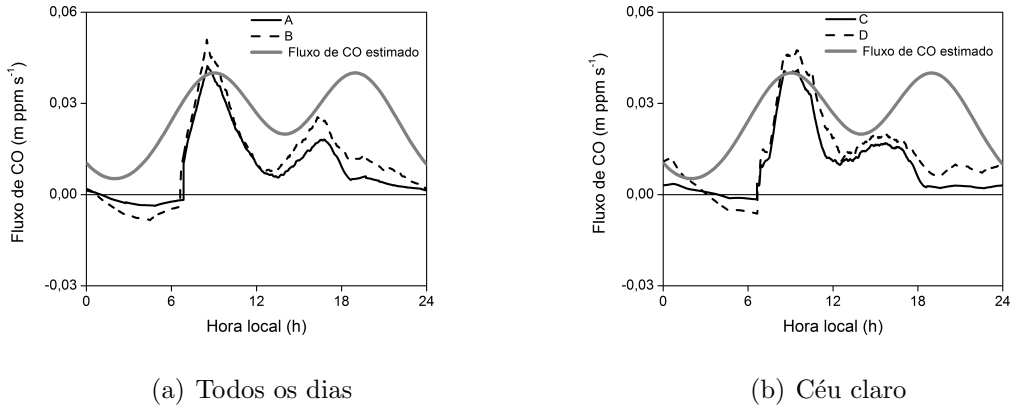 0,06
A
B
Fluxo de CO estimado
0,03
0,00
-0,03
0
6
12
18
24
Fluxo de CO (m ppm s⁻¹)
Hora local (h)
(a) Todos os dias
0,06
C
D
Fluxo de CO estimado
0,03
0,00
-0,03
0
6
12
18
24
Fluxo de CO (m ppm s⁻¹)
Hora local (h)
(b) Céu claro